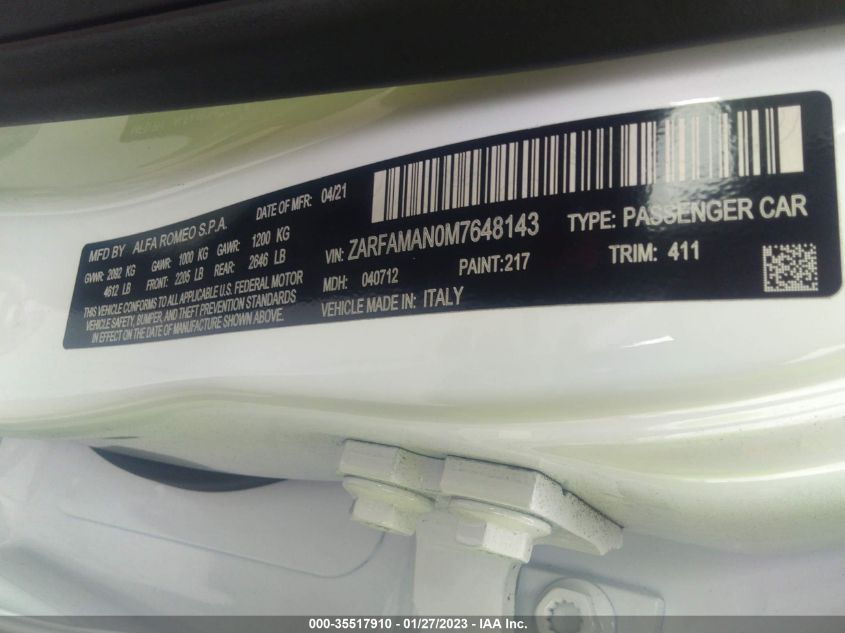 MFD BY ALFA ROMEO S.P.A. DATE OF MFR: 04/21
GVWR: 2092 KG GAWR: 1000 KG GAWR: 1200 KG
4612 LB FRONT: 2205 LB REAR: 2646 LB
THIS VEHICLE CONFORMS TO ALL APPLICABLE U.S. FEDERAL MOTOR
VEHICLE SAFETY, BUMPER, AND THEFT PREVENTION STANDARDS
IN EFFECT ON THE DATE OF MANUFACTURE SHOWN ABOVE.
VIN: ZARFAMAN0M7648143 TYPE: PASSENGER CAR
MDH: 040712 PAINT:217 TRIM: 411
VEHICLE MADE IN: ITALY
000-35517910 — 01/27/2023 — IAA Inc.